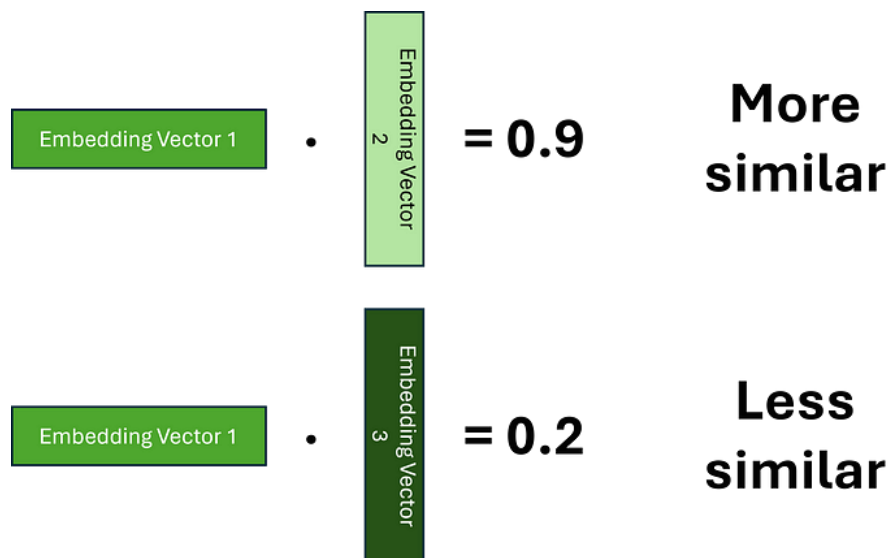 Embedding Vector 1
·
Embedding Vector
2
= 0.9
More
similar
Embedding Vector 1
·
Embedding Vector
3
= 0.2
Less
similar